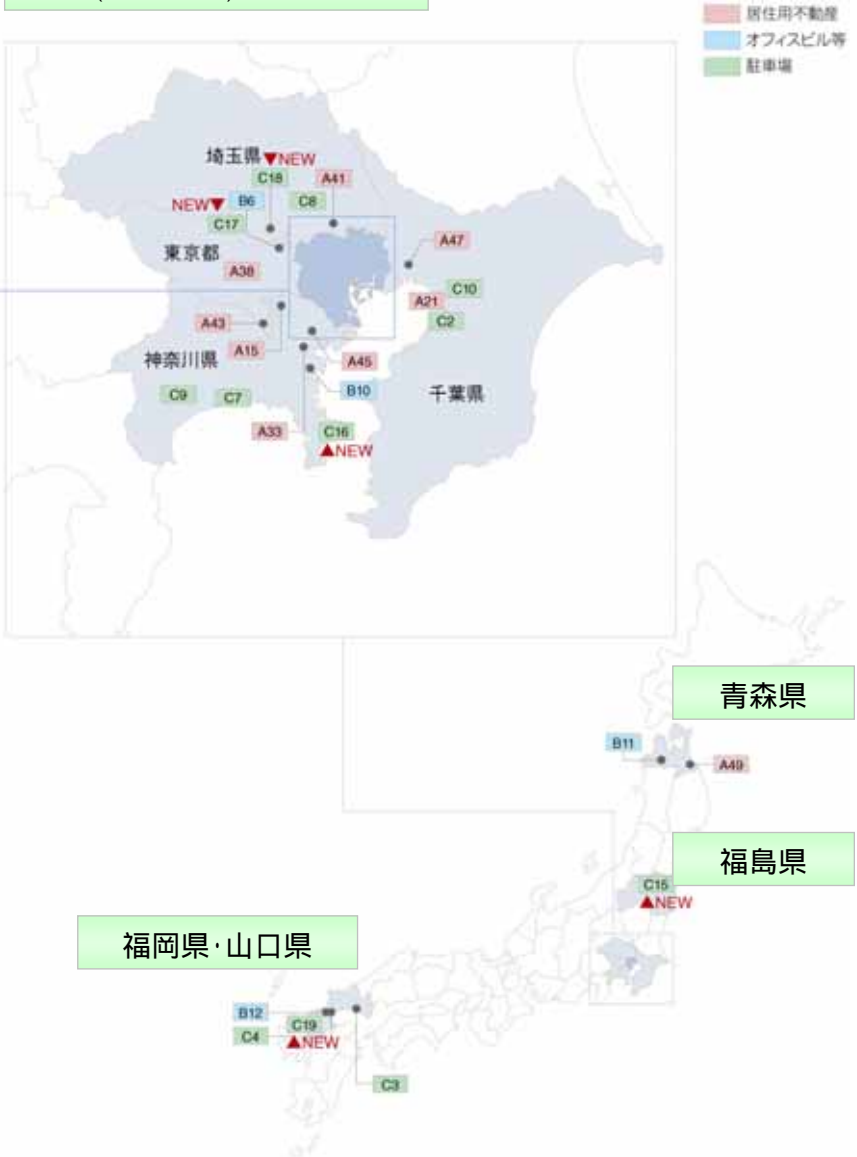 居住用不動産
オフィスビル等
駐車場
埼玉県 ▼NEW
C18 A41
NEW▼ B6 C8
C17
東京都
A47
A38
C10
A21
C2
A43
神奈川県 A15
A45
B10
千葉県
C9 C7
A33 C16
▲NEW
青森県
B11
A49
福島県
C15
▲NEW
福岡県・山口県
B12
C19
C4
▲NEW
C3